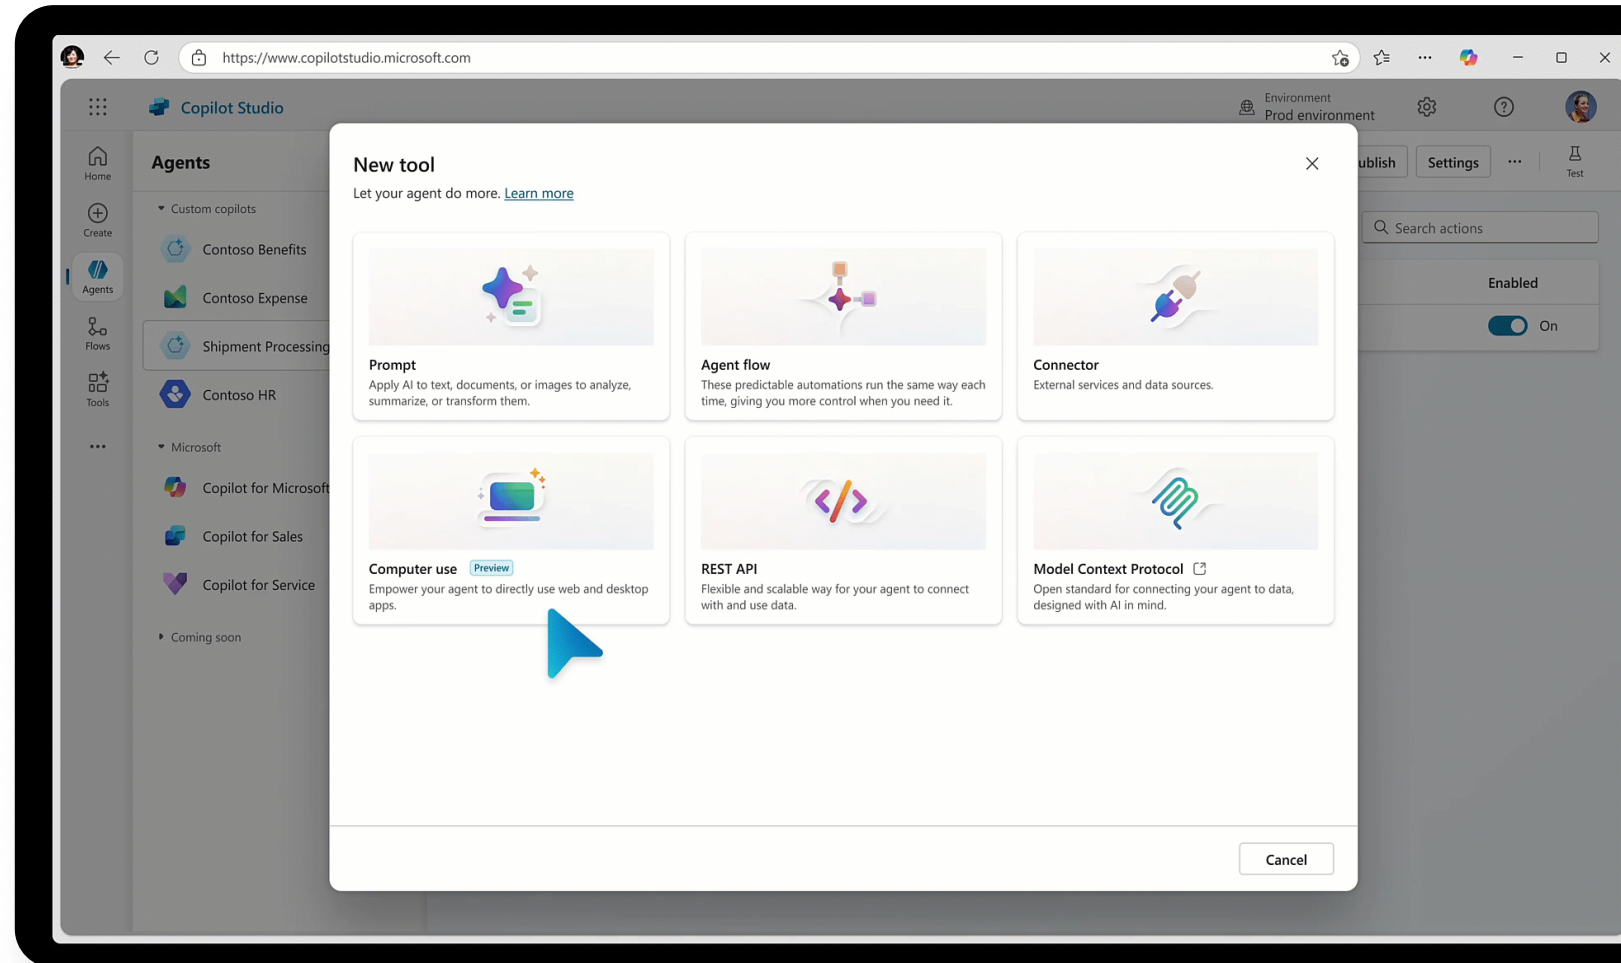 https://www.copilotstudio.microsoft.com
Copilot Studio
Environment
Prod environment
Home
Create
Agents
Flows
Tools
Agents
Custom copilots
Contoso Benefits
Contoso Expense
Shipment Processing
Contoso HR
Microsoft
Copilot for Microsoft
Copilot for Sales
Copilot for Service
Coming soon
ublish
Settings
Test
Search actions
Enabled
On
New tool
Let your agent do more. Learn more
Prompt
Apply AI to text, documents, or images to analyze,
summarize, or transform them.
Agent flow
These predictable automations run the same way each
time, giving you more control when you need it.
Connector
External services and data sources.
Computer use Preview
Empower your agent to directly use web and desktop
apps.
REST API
Flexible and scalable way for your agent to connect
with and use data.
Model Context Protocol
Open standard for connecting your agent to data,
designed with AI in mind.
Cancel